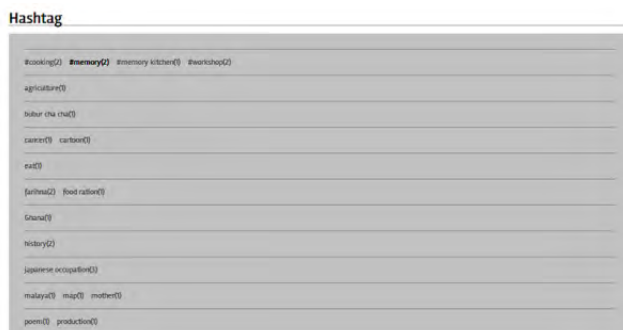 Hashtag
#cooking(2) #memory(2) #memory kitchen(1) #workshop(2)
agriculture(1)
bubur cha cha(1)
cancer(1) cartoon(1)
eat(1)
farihna(2) food ration(1)
Ghana(1)
history(2)
japanese occupation(1)
malaya(1) map(1) mother(1)
poem(1) production(1)